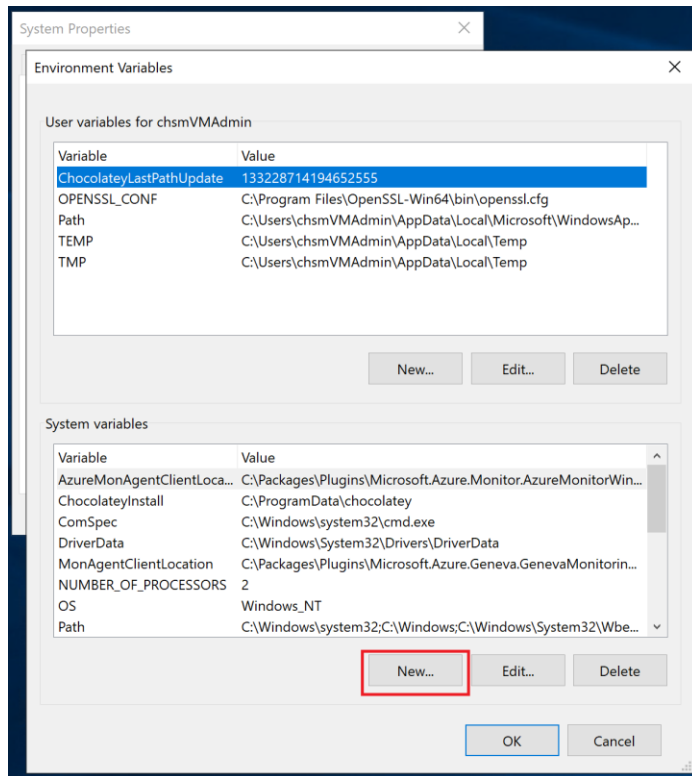 System Properties
Environment Variables
User variables for chsmVMAdmin
Variable Value
ChocolateyLastPathUpdate 133228714194652555
OPENSSL_CONF C:\Program Files\OpenSSL-Win64\bin\openssl.cfg
Path C:\Users\chsmVMAdmin\AppData\Local\Microsoft\WindowsAp...
TEMP C:\Users\chsmVMAdmin\AppData\Local\Temp
TMP C:\Users\chsmVMAdmin\AppData\Local\Temp
New... Edit... Delete
System variables
Variable Value
AzureMonAgentClientLoca... C:\Packages\Plugins\Microsoft.Azure.Monitor.AzureMonitorWin...
ChocolateyInstall C:\ProgramData\chocolatey
ComSpec C:\Windows\system32\cmd.exe
DriverData C:\Windows\System32\Drivers\DriverData
MonAgentClientLocation C:\Packages\Plugins\Microsoft.Azure.Geneva.GenevaMonitorin...
NUMBER_OF_PROCESSORS 2
OS Windows_NT
Path C:\Windows\system32;C:\Windows;C:\Windows\System32\Wbe...
New... Edit... Delete
OK Cancel